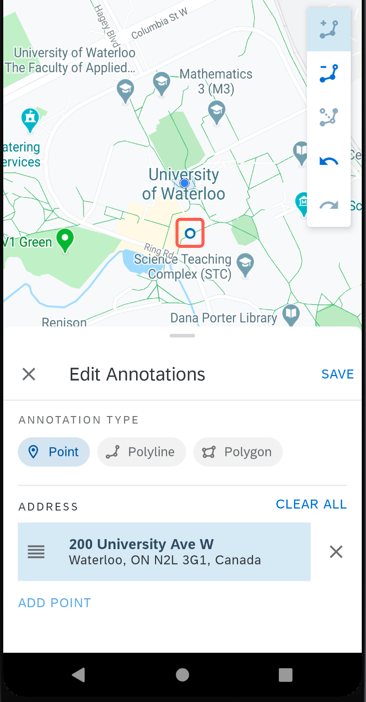 Hagey Blvd
Columbia St W
University of Waterloo
The Faculty of Applied...
Mathematics
3 (M3)
atering
ervices
University
of Waterloo
V1 Green
Ring Rd
Science Teaching
Complex (STC)
Dana Porter Library
Renison
Edit Annotations
SAVE
ANNOTATION TYPE
Point
Polyline
Polygon
ADDRESS
CLEAR ALL
200 University Ave W
Waterloo, ON N2L 3G1, Canada
ADD POINT